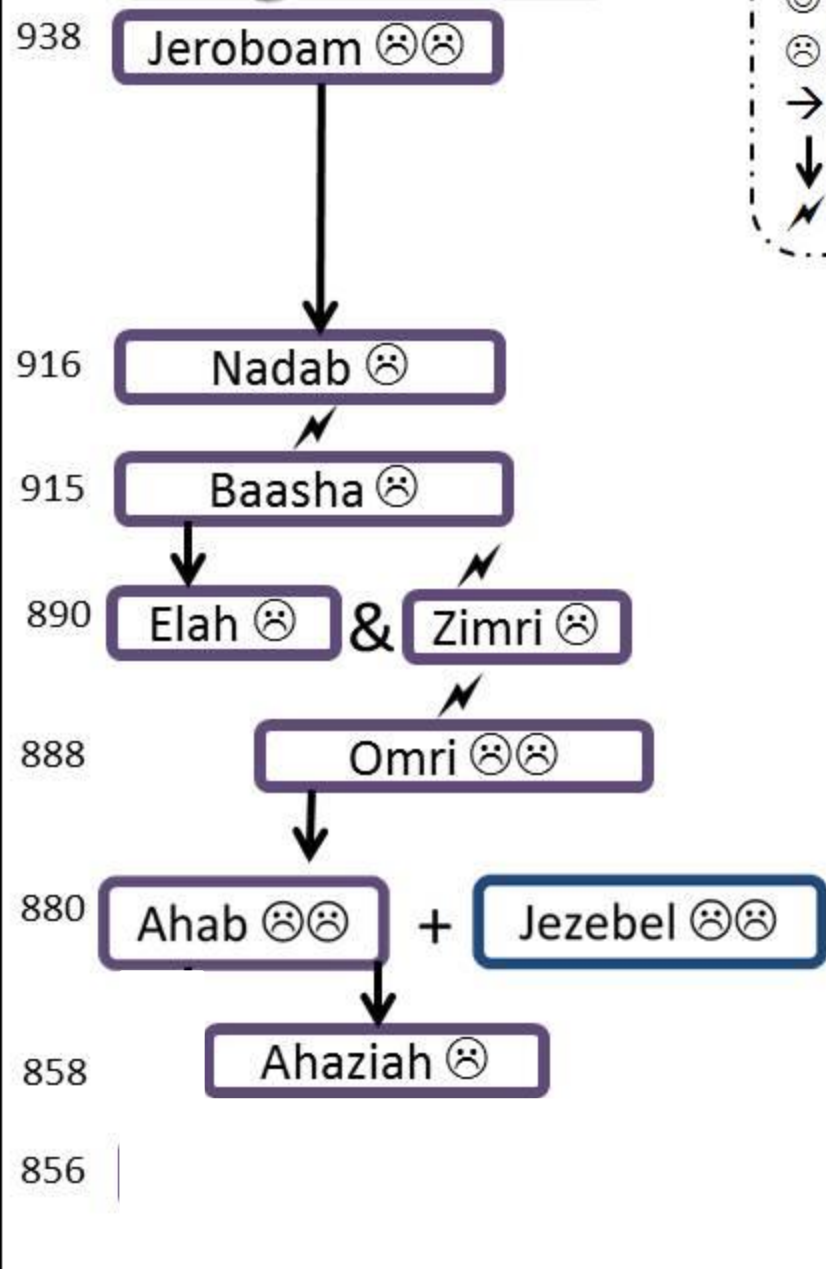 938 Jeroboam ☹☹
916 Nadab ☹
915 Baasha ☹
890 Elah ☹ & Zimri ☹
888 Omri ☹☹
880 Ahab ☹☹ + Jezebel ☹☹
858 Ahaziah ☹
856